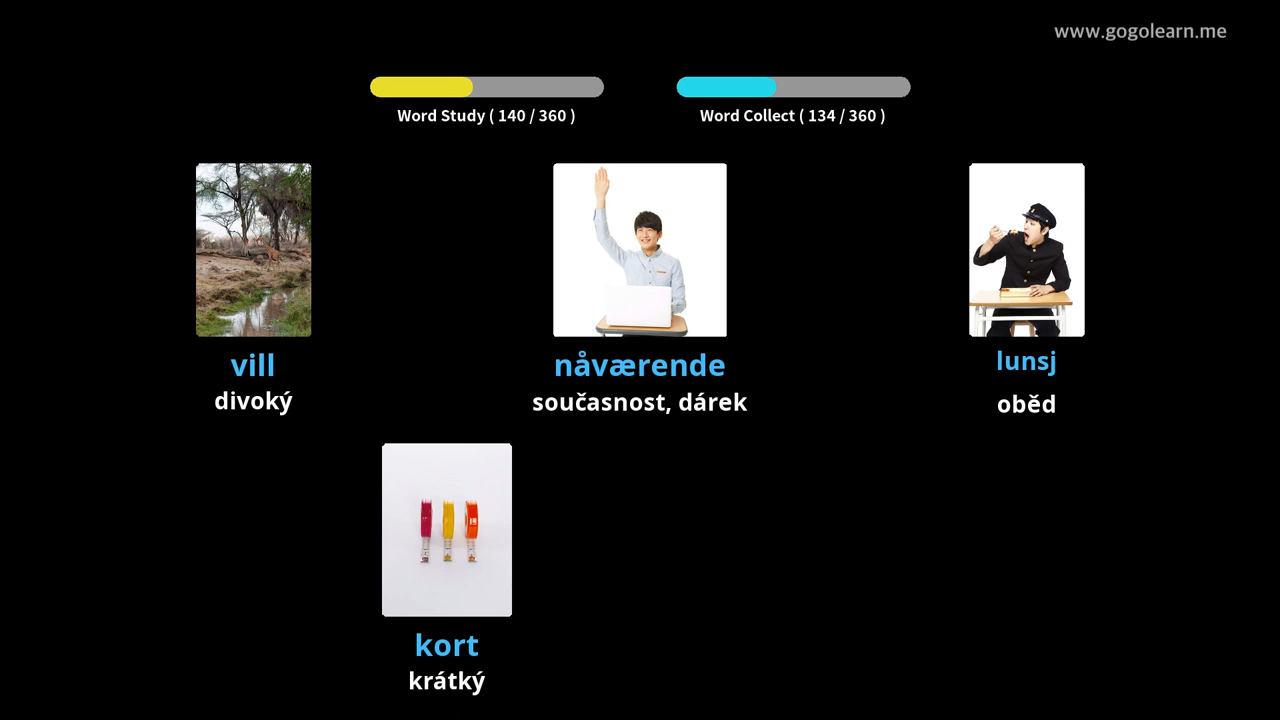 www.gogolearn.me
Word Study ( 140 / 360 )
Word Collect ( 134 / 360 )
vill
divoký
nåværende
současnost, dárek
lunsj
oběd
kort
krátký